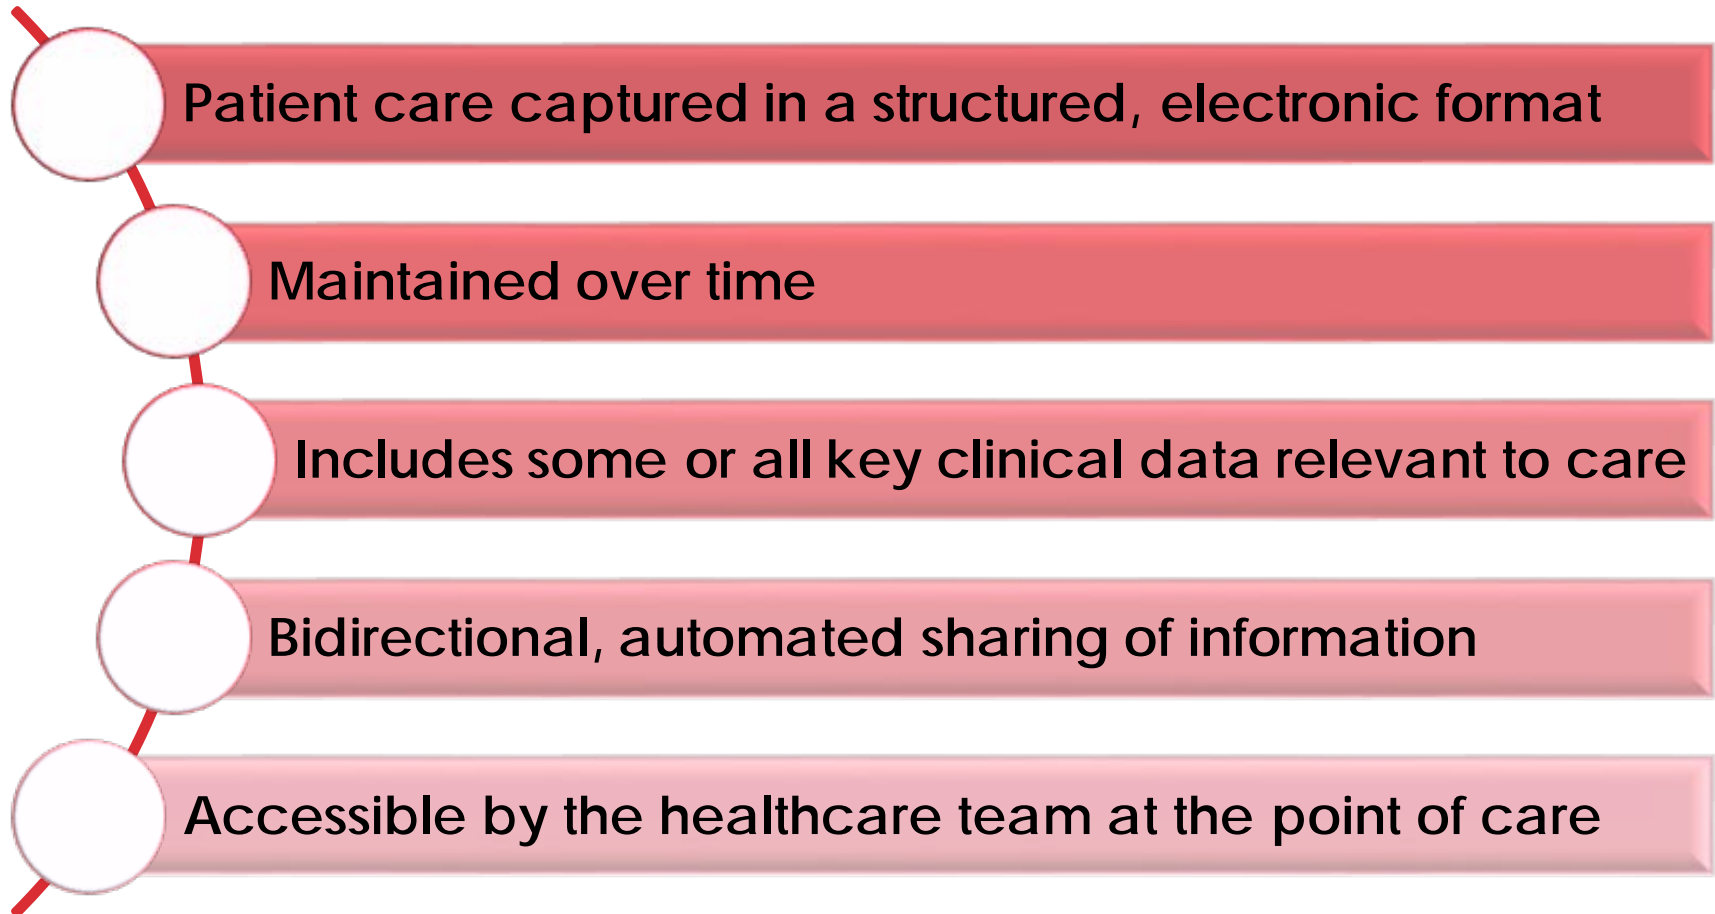 Patient care captured in a structured, electronic format
Maintained over time
Includes some or all key clinical data relevant to care
Bidirectional, automated sharing of information
Accessible by the healthcare team at the point of care